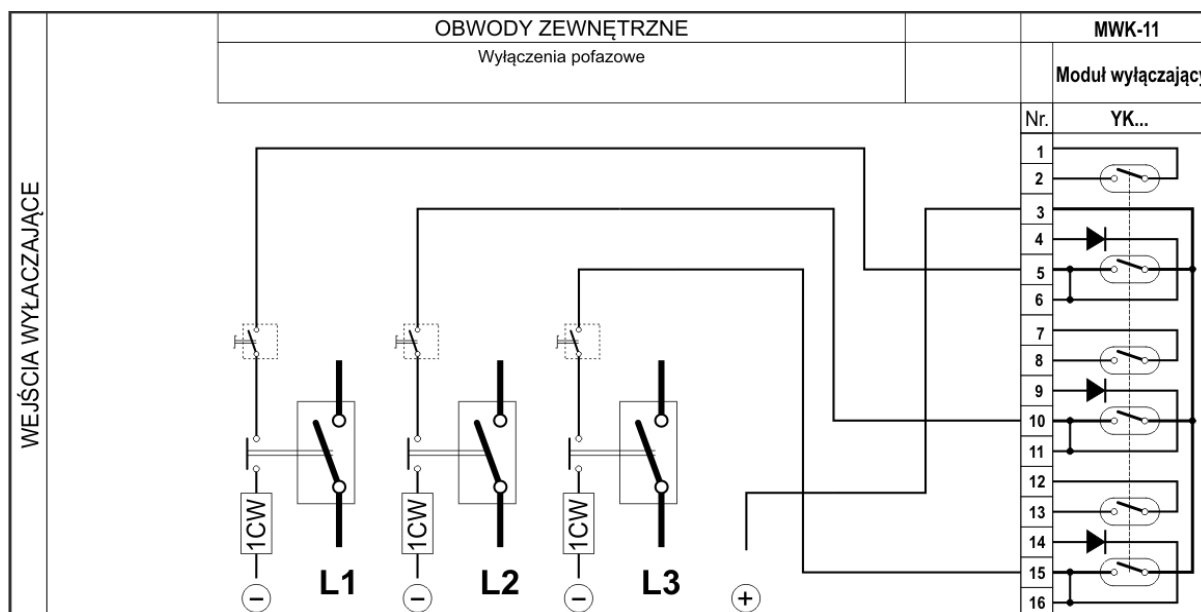 OBWODY ZEWNĘTRZNE
MWK-11
Wyłączenia pofazowe
Moduł wyłączający
Nr.
YK...
WEJŚCIA WYŁACZAJĄCE
1
2
3
4
5
6
7
8
9
10
11
12
13
14
15
16
1CW
1CW
1CW
L1
L2
L3
−
−
−
+